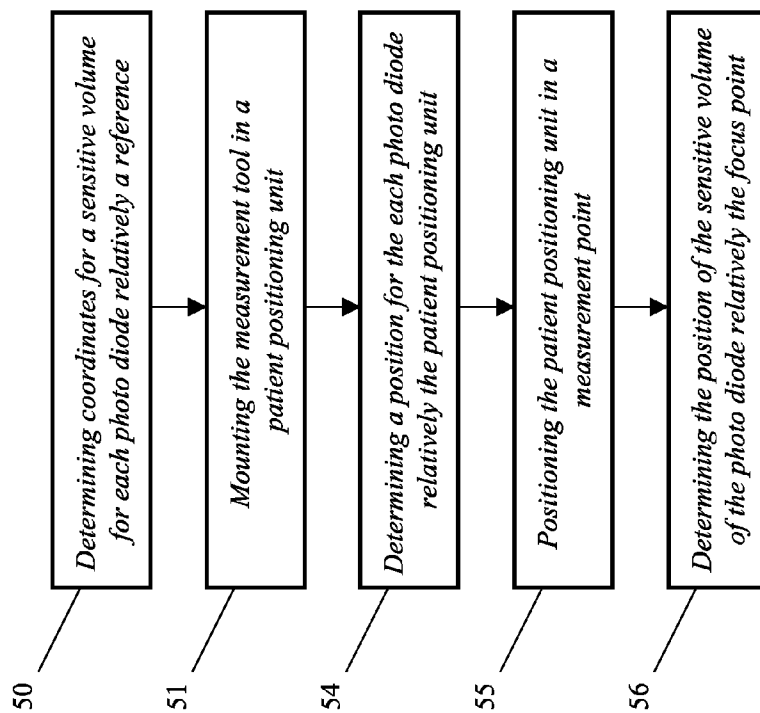 50
Determining coordinates for a sensitive volume
for each photo diode relatively a reference
51
Mounting the measurement tool in a
patient positioning unit
54
Determining a position for the each photo diode
relatively the patient positioning unit
55
Positioning the patient positioning unit in a
measurement point
56
Determining the position of the sensitive volume
of the photo diode relatively the focus point